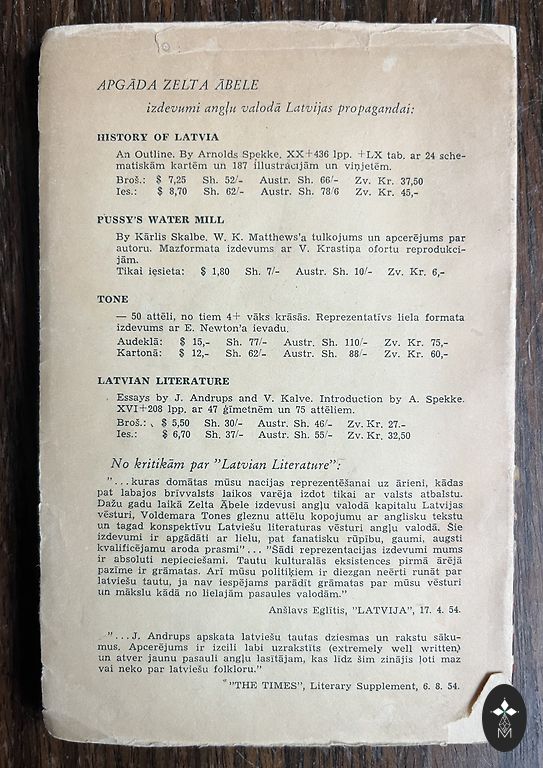 APGĀDA ZELTA ĀBELE
izdevumi angļu valodā Latvijas propagandai:
HISTORY OF LATVIA
An Outline. By Arnolds Spekke. XX+436 lpp. +LX tab. ar 24 sche-
matiskām kartēm un 187 illustrācijām un viņjetēm.
Broš.: $ 7,25 Sh. 52/- Austr. Sh. 66/- Zv. Kr. 37,50
Ies.: $ 8,70 Sh. 62/- Austr. Sh. 78/6 Zv. Kr. 45,-
PUSSY'S WATER MILL
By Kārlis Skalbe. W. K. Matthews'a tulkojums un apcerējums par
autoru. Mazformata izdevums ar V. Krastiņa ofortu reprodukci-
jām.
Tikai iesieta: $ 1,80 Sh. 7/- Austr. Sh. 10/- Zv. Kr. 6,-
TONE
— 50 attēli, no tiem 4+ vāks krāsās. Reprezentatīvs liela formata
izdevums ar E. Newton'a ievadu.
Audeklā: $ 15,- Sh. 77/- Austr. Sh. 110/- Zv. Kr. 75,-
Kartonā: $ 12,- Sh. 62/- Austr. Sh. 88/- Zv. Kr. 60,-
LATVIAN LITERATURE
Essays by J. Andrups and V. Kalve. Introduction by A. Spekke.
XVI+208 lpp. ar 47 ģīmetnēm un 75 attēliem.
Broš.: $ 5,50 Sh. 30/- Austr. Sh. 46/- Zv. Kr. 27.-
Ies.: $ 6,70 Sh. 37/- Austr. Sh. 55/- Zv. Kr. 32,50
No kritikām par "Latvian Literature":
"...kuras domātas mūsu nacijas reprezentēšanai uz ārieni, kādas
pat labajos brīvvalsts laikos varēja izdot tikai ar valsts atbalstu.
Dažu gadu laikā Zelta Ābele izdevusi angļu valodā kapitalu Latvijas
vēsturi, Voldemara Tones gleznu attēlu kopojumu ar anglisku tekstu
un tagad konspektīvu Latviešu literaturas vēsturi angļu valodā. Šie
izdevumi ir apgādāti ar lielu, pat fanatisku rūpību, gaumi, augsti
kvalificējamu aroda prasmi"... "Šādi reprezentacijas izdevumi mums
ir absoluti nepieciešami. Tautu kulturalās eksistences pirmā ārējā
pazīme ir grāmatas. Arī mūsu politiķiem ir diezgan neērti runāt par
latviešu tautu, ja nav iespējams parādīt grāmatas par mūsu vēsturi
un mākslu kādā no lielajām pasaules valodām."
Anšlavs Eglītis, "LATVIJA", 17. 4. 54.
"...J. Andrups apskata latviešu tautas dziesmas un rakstu sāku-
mus. Apcerējums ir izcili labi uzrakstīts (extremely well written)
un atver jaunu pasauli angļu lasītājam, kas līdz šim zinājis ļoti maz
vai neko par latviešu folkloru."
"THE TIMES", Literary Supplement, 6. 8. 54.